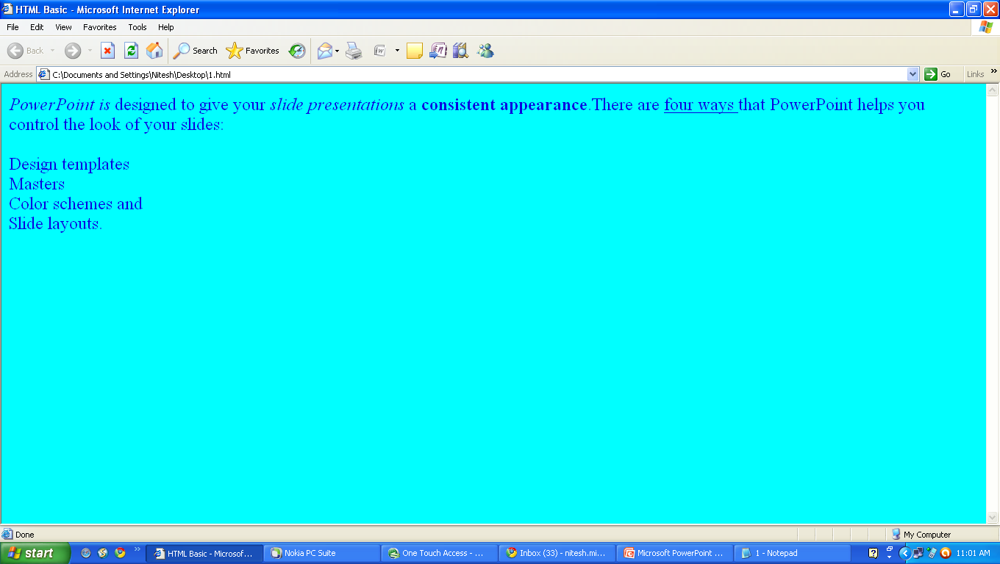 HTML Basic - Microsoft Internet Explorer
File Edit View Favorites Tools Help
Back Search Favorites
Address C:\Documents and Settings\Nitesh\Desktop\1.html Go Links »
PowerPoint is designed to give your slide presentations a consistent appearance.There are four ways that PowerPoint helps you
control the look of your slides:
Design templates
Masters
Color schemes and
Slide layouts.
Done My Computer
start » HTML Basic - Microsof... Nokia PC Suite One Touch Access - ... Inbox (33) - nitesh.mi... Microsoft PowerPoint ... 1 - Notepad 11:01 AM